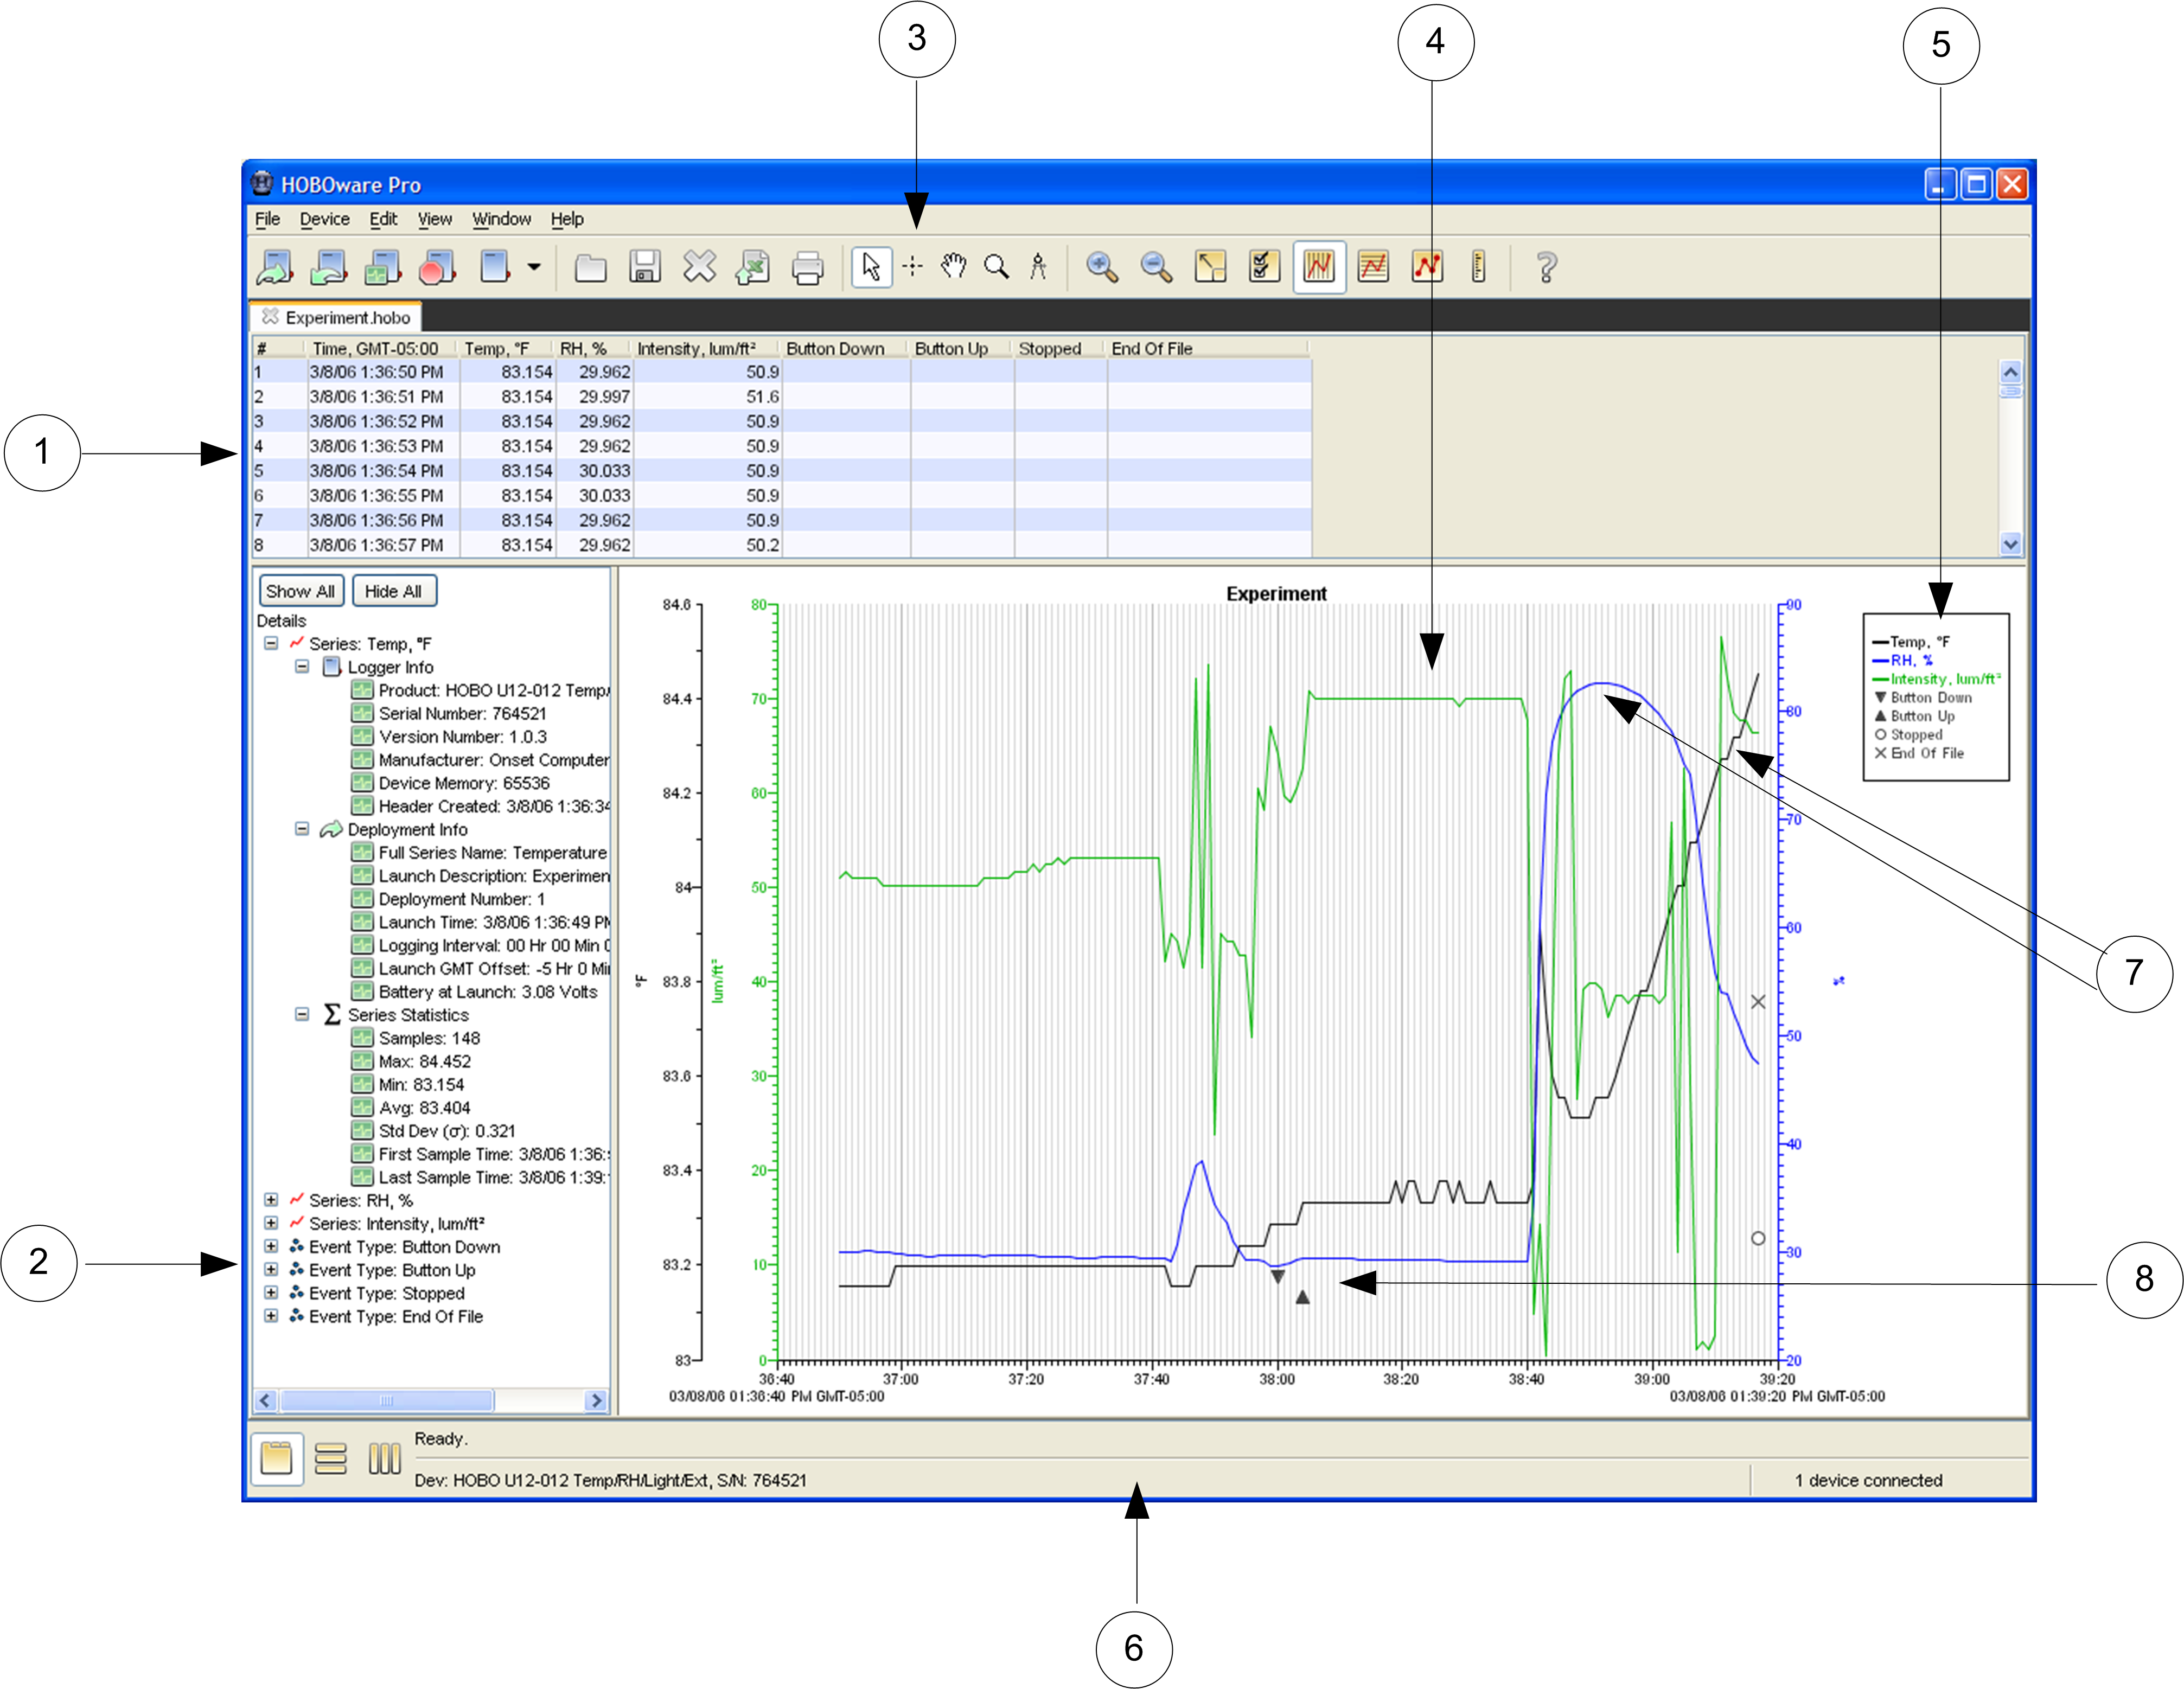 3
4
5
HOBOware Pro
File Device Edit View Window Help
Experiment.hobo
# Time, GMT-05:00 Temp, °F RH, % Intensity, lum/ft² Button Down Button Up Stopped End Of File
1 3/8/06 1:36:50 PM 83.154 29.962 50.9
2 3/8/06 1:36:51 PM 83.154 29.997 51.6
3 3/8/06 1:36:52 PM 83.154 29.962 50.9
4 3/8/06 1:36:53 PM 83.154 29.962 50.9
5 3/8/06 1:36:54 PM 83.154 30.033 50.9
6 3/8/06 1:36:55 PM 83.154 30.033 50.9
7 3/8/06 1:36:56 PM 83.154 29.962 50.9
8 3/8/06 1:36:57 PM 83.154 29.962 50.2
1
Show All Hide All
Details
Series: Temp, °F
Logger Info
Product: HOBO U12-012 Temp/
Serial Number: 764521
Version Number: 1.0.3
Manufacturer: Onset Computer
Device Memory: 65536
Header Created: 3/8/06 1:36:34
Deployment Info
Full Series Name: Temperature
Launch Description: Experimen
Deployment Number: 1
Launch Time: 3/8/06 1:36:49 PM
Logging Interval: 00 Hr 00 Min 0
Launch GMT Offset: -5 Hr 0 Min
Battery at Launch: 3.08 Volts
Series Statistics
Samples: 148
Max: 84.452
Min: 83.154
Avg: 83.404
Std Dev (σ): 0.321
First Sample Time: 3/8/06 1:36:
Last Sample Time: 3/8/06 1:39:
Series: RH, %
Series: Intensity, lum/ft²
Event Type: Button Down
Event Type: Button Up
Event Type: Stopped
Event Type: End Of File
2
Experiment
84.6
84.4
84.2
84
83.8
83.6
83.4
83.2
83
°F
80
70
60
50
40
30
20
10
0
lum/ft²
90
80
70
60
50
40
30
20
%
Temp, °F
RH, %
Intensity, lum/ft²
Button Down
Button Up
Stopped
End Of File
7
8
36:40 37:00 37:20 37:40 38:00 38:20 38:40 39:00 39:20
03/08/06 01:36:40 PM GMT-05:00 03/08/06 01:39:20 PM GMT-05:00
Ready.
Dev: HOBO U12-012 Temp/RH/Light/Ext, S/N: 764521 1 device connected
6